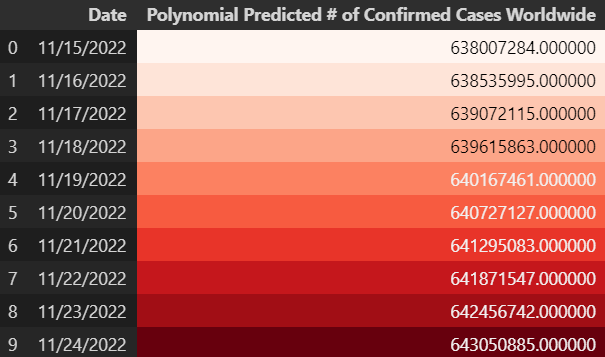 Date Polynomial Predicted # of Confirmed Cases Worldwide
0 11/15/2022 638007284.000000
1 11/16/2022 638535995.000000
2 11/17/2022 639072115.000000
3 11/18/2022 639615863.000000
4 11/19/2022 640167461.000000
5 11/20/2022 640727127.000000
6 11/21/2022 641295083.000000
7 11/22/2022 641871547.000000
8 11/23/2022 642456742.000000
9 11/24/2022 643050885.000000